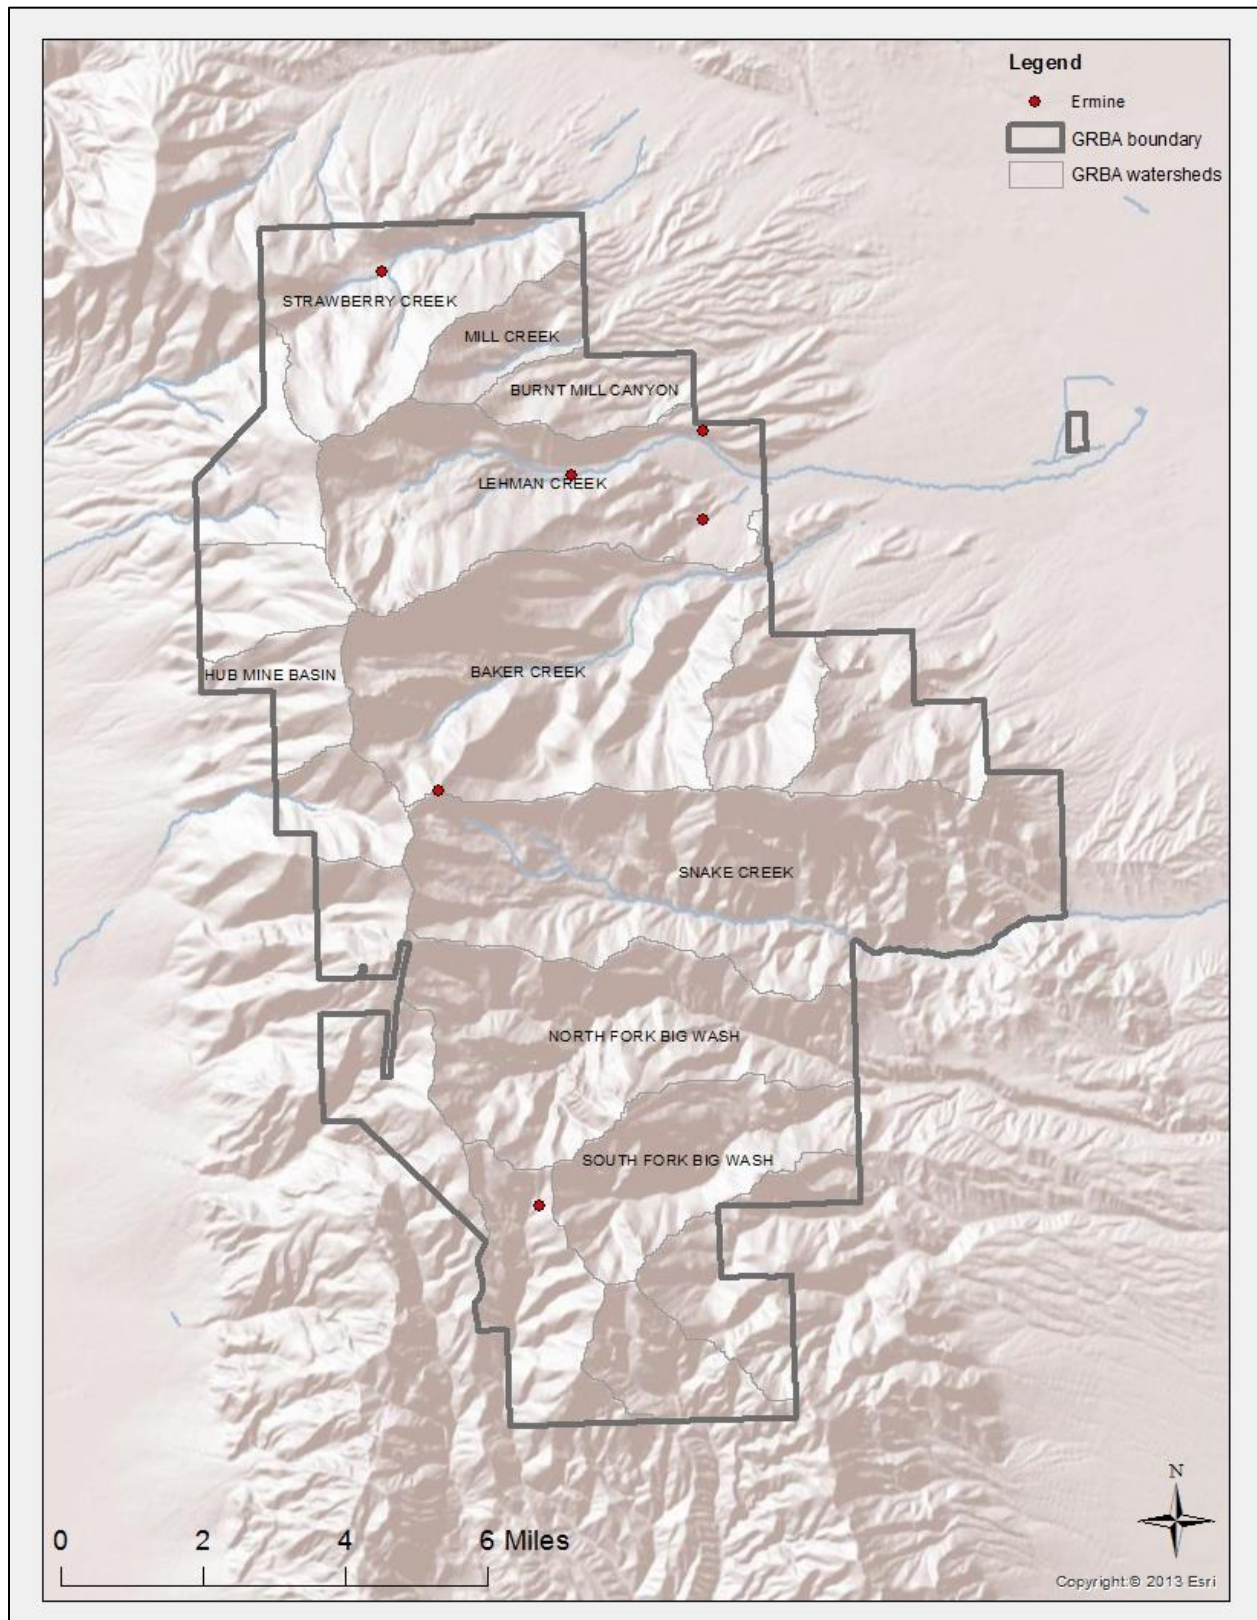 Legend
Ermine
GRBA boundary
GRBA watersheds
STRAWBERRY CREEK
MILL CREEK
BURNT MILL CANYON
LEHMAN CREEK
BAKER CREEK
HUB MINE BASIN
SNAKE CREEK
NORTH FORK BIG WASH
SOUTH FORK BIG WASH
N
0 2 4 6 Miles
Copyright:© 2013 Esri